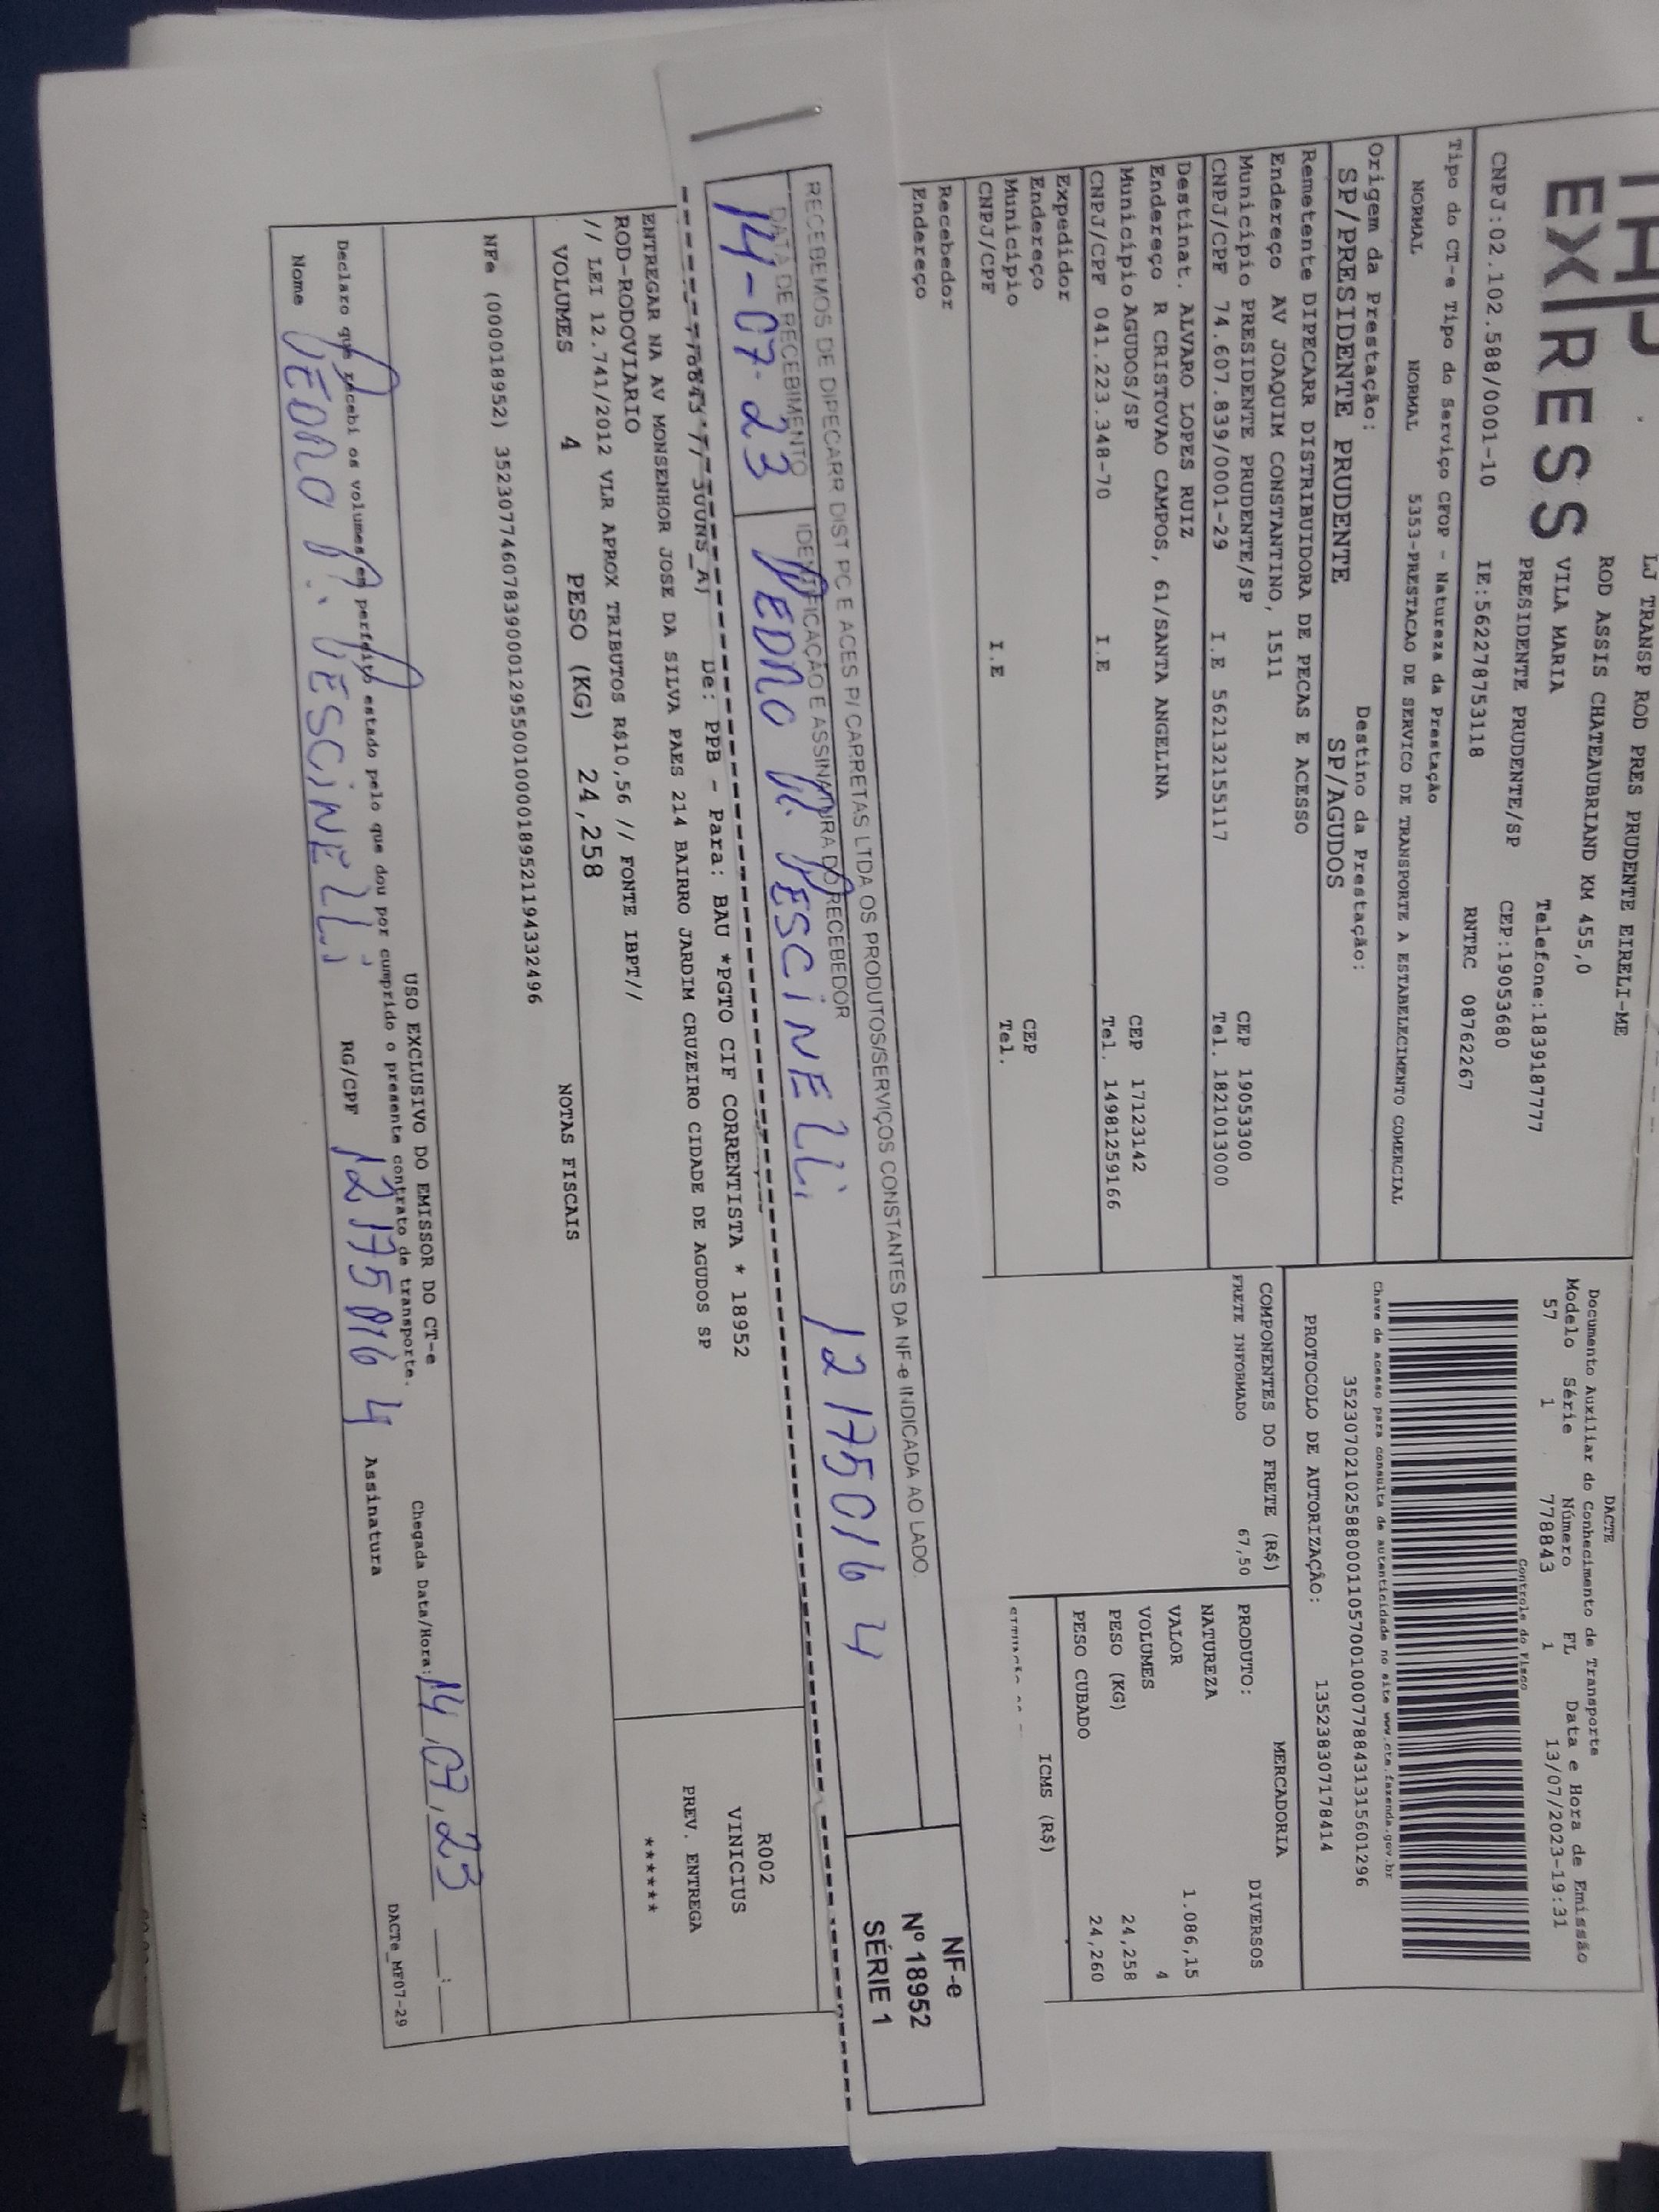 EXPRESS
LJ TRANSP ROD PRES PRUDENTE EIRELI-ME
ROD ASSIS CHATEAUBRIAND KM 455,0
VILA MARIA Telefone:1839187777
PRESIDENTE PRUDENTE/SP CEP:19053680
CNPJ:02.102.588/0001-10 IE:562278753118 RNTRC 08762267
Tipo do CT-e Tipo do Serviço CFOP - Natureza da Prestação
NORMAL NORMAL 5353-PRESTACAO DE SERVICO DE TRANSPORTE A ESTABELECIMENTO COMERCIAL
Origem da Prestação: Destino da Prestação:
SP/PRESIDENTE PRUDENTE SP/AGUDOS
Remetente DIPECARR DISTRIBUIDORA DE PECAS E ACESSO
Endereço AV JOAQUIM CONSTANTINO, 1511
Município PRESIDENTE PRUDENTE/SP CEP 19053300
CNPJ/CPF 74.607.839/0001-29 I.E 562132155117 Tel. 1821013000
Destinat. ALVARO LOPES RUIZ
Endereço R CRISTOVAO CAMPOS, 61/SANTA ANGELINA
Município AGUDOS/SP CEP 17123142
CNPJ/CPF 041.223.348-70 I.E Tel. 14981259166
Expedidor
Endereço
Município CEP
CNPJ/CPF I.E Tel.
Recebedor
Endereço
DACTE
Documento Auxiliar do Conhecimento de Transporte
Modelo Série Número FL Data e Hora de Emissão
57 1 778843 1 13/07/2023-19:31
Controle do Fisco
Chave de acesso para consulta de autenticidade no site www.cte.fazenda.gov.br
35230702102588000110570010007788431315601296
PROTOCOLO DE AUTORIZAÇÃO: 135238307178414
COMPONENTES DO FRETE (R$)
FRETE INFORMADO 67,50
MERCADORIA
PRODUTO: DIVERSOS
NATUREZA
VALOR 1.086,15
VOLUMES 4
PESO (KG) 24,258
PESO CUBADO 24,260
ICMS (R$)
RECEBEMOS DE DIPECARR DIST PC E ACES P/ CARRETAS LTDA OS PRODUTOS/SERVIÇOS CONSTANTES DA NF-e INDICADA AO LADO.
DATA DE RECEBIMENTO IDENTIFICAÇÃO E ASSINATURA DO RECEBEDOR
14-07-23 PEDRO P. PESCINELLI 12175016 4
NF-e
Nº 18952
SÉRIE 1
De: PPB - Para: BAU *PGTO CIF CORRENTISTA * 18952
ENTREGAR NA AV MONSENHOR JOSE DA SILVA PAES 214 BAIRRO JARDIM CRUZEIRO CIDADE DE AGUDOS SP
ROD-RODOVIARIO
// LEI 12.741/2012 VLR APROX TRIBUTOS R$10,56 // FONTE IBPT//
R002
VINICIUS
PREV. ENTREGA
******
VOLUMES 4 PESO (KG) 24,258 NOTAS FISCAIS
NFe (000018952) 35230774607839000129550010000189521194332496
USO EXCLUSIVO DO EMISSOR DO CT-e
Declaro que recebi os volumes em perfeito estado pelo que dou por cumprido o presente contrato de transporte.
Chegada Data/Hora: 14,07,23 __:__
Nome PEDRO P. PESCINELLI RG/CPF 12175016 4 Assinatura
DACTe_MF07-29